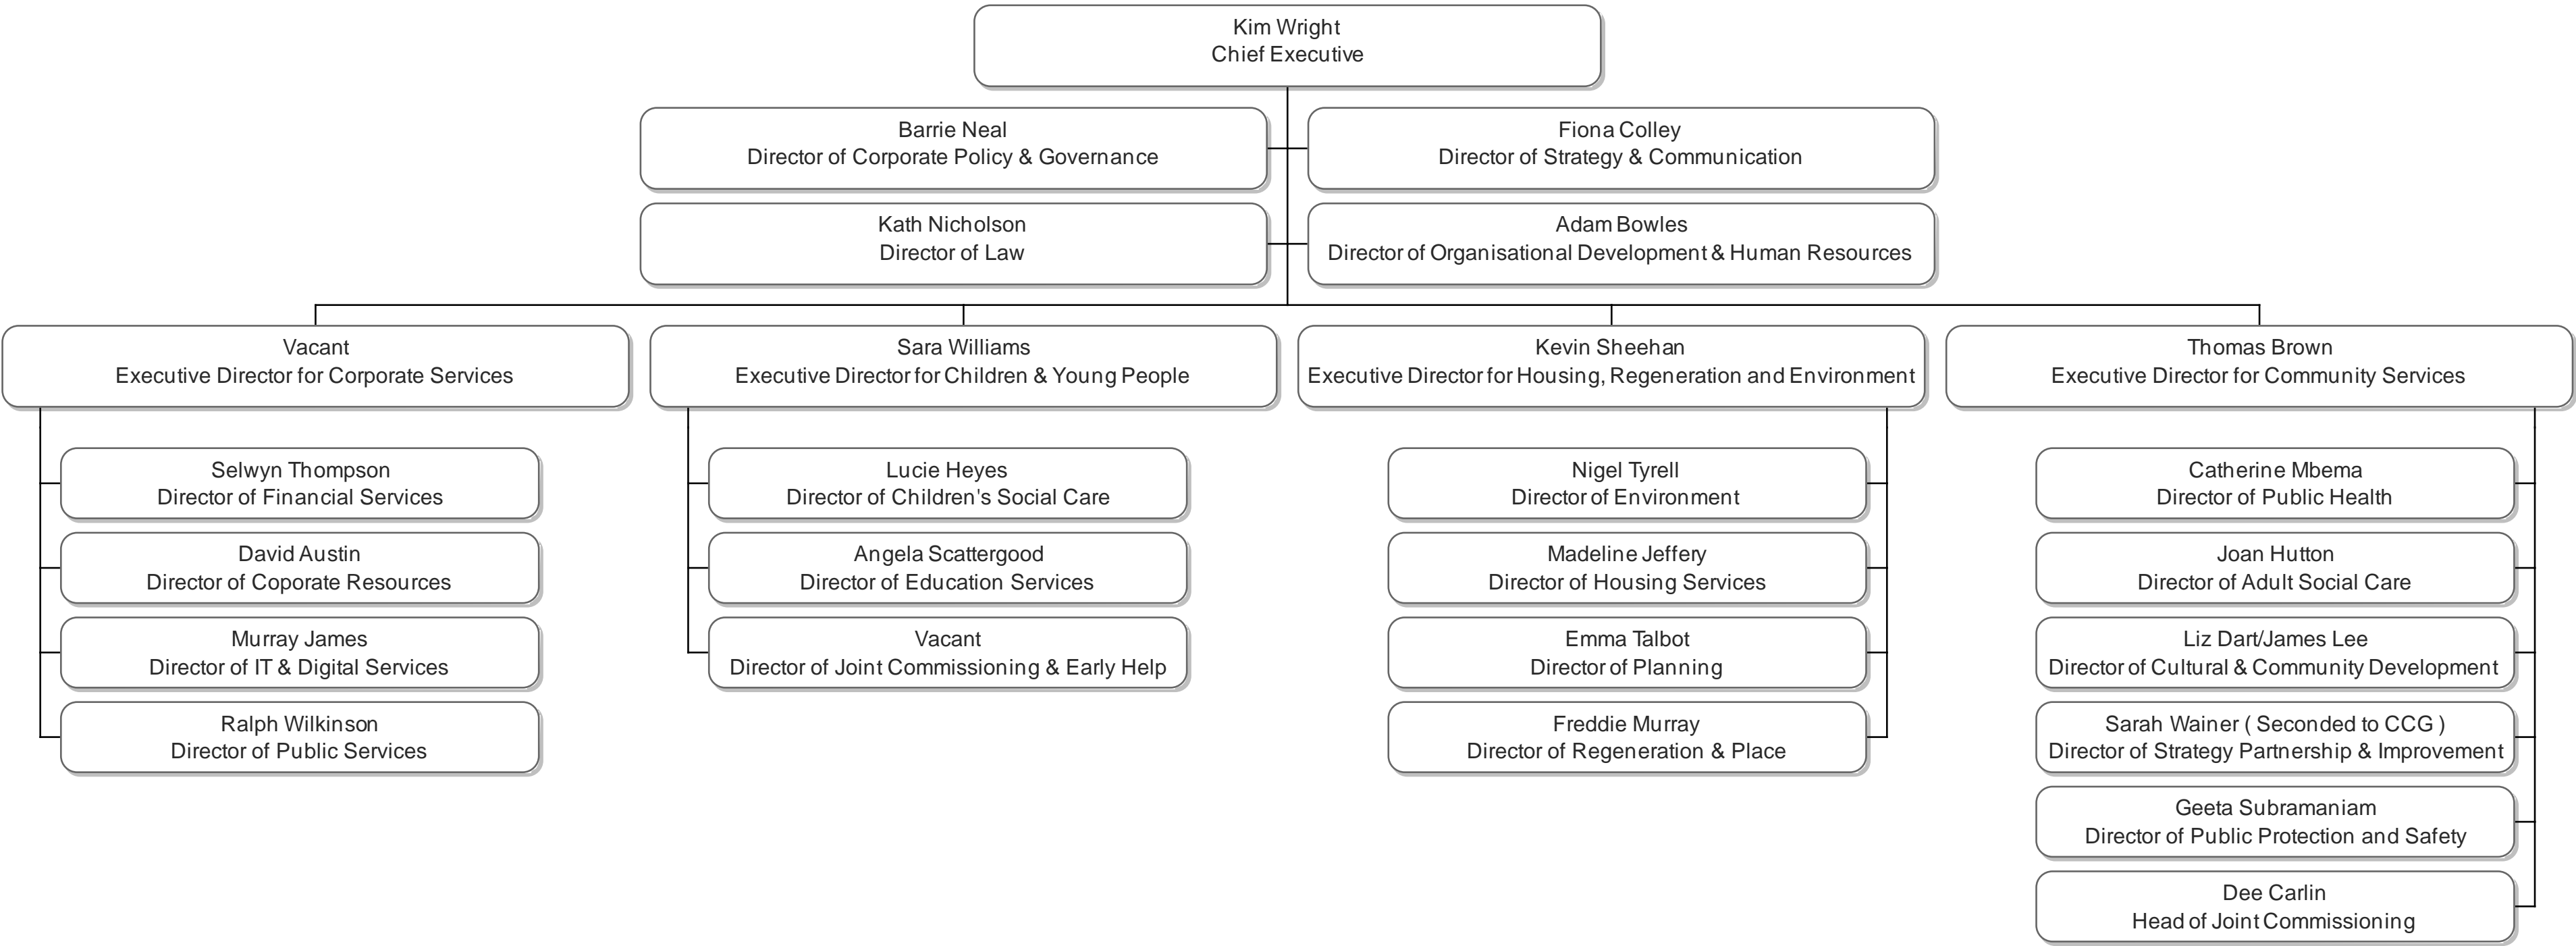 Kim Wright
Chief Executive
Barrie Neal
Director of Corporate Policy & Governance
Fiona Colley
Director of Strategy & Communication
Kath Nicholson
Director of Law
Adam Bowles
Director of Organisational Development & Human Resources
Vacant
Executive Director for Corporate Services
Sara Williams
Executive Director for Children & Young People
Kevin Sheehan
Executive Director for Housing, Regeneration and Environment
Thomas Brown
Executive Director for Community Services
Selwyn Thompson
Director of Financial Services
David Austin
Director of Coporate Resources
Murray James
Director of IT & Digital Services
Ralph Wilkinson
Director of Public Services
Lucie Heyes
Director of Children's Social Care
Angela Scattergood
Director of Education Services
Vacant
Director of Joint Commissioning & Early Help
Nigel Tyrell
Director of Environment
Madeline Jeffery
Director of Housing Services
Emma Talbot
Director of Planning
Freddie Murray
Director of Regeneration & Place
Catherine Mbema
Director of Public Health
Joan Hutton
Director of Adult Social Care
Liz Dart/James Lee
Director of Cultural & Community Development
Sarah Wainer ( Seconded to CCG )
Director of Strategy Partnership & Improvement
Geeta Subramaniam
Director of Public Protection and Safety
Dee Carlin
Head of Joint Commissioning